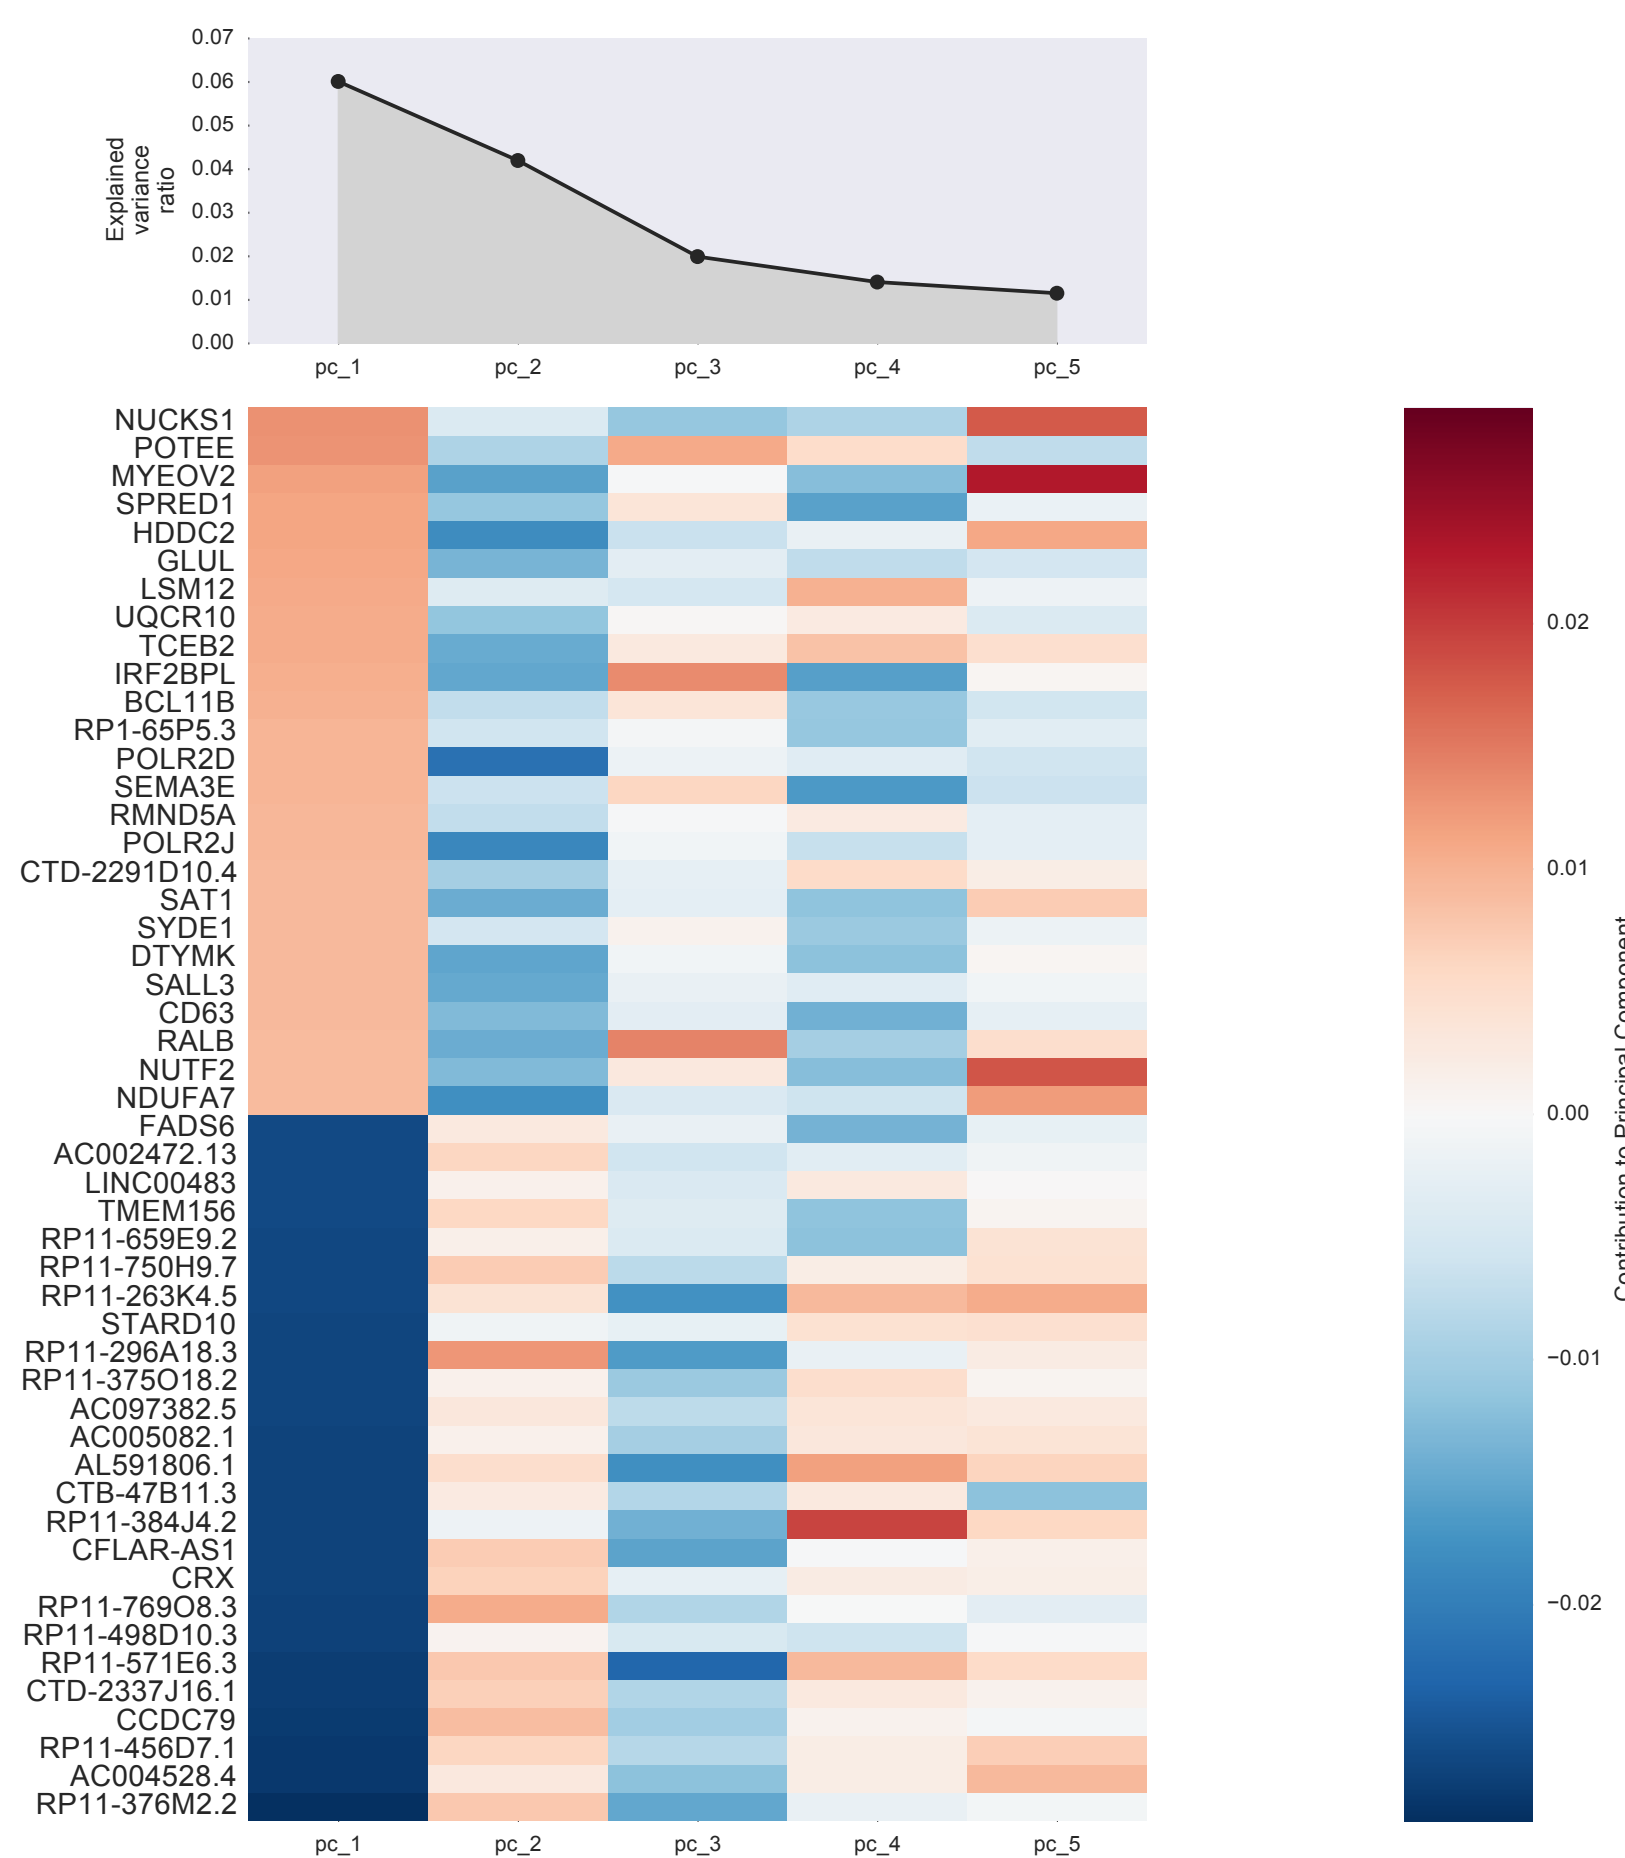 0.07
0.06
0.05
0.04
0.03
0.02
0.01
0.00
Explained
variance
ratio
pc_1 pc_2 pc_3 pc_4 pc_5
NUCKS1
POTEE
MYEOV2
SPRED1
HDDC2
GLUL
LSM12
UQCR10
TCEB2
IRF2BPL
BCL11B
RP1-65P5.3
POLR2D
SEMA3E
RMND5A
POLR2J
CTD-2291D10.4
SAT1
SYDE1
DTYMK
SALL3
CD63
RALB
NUTF2
NDUFA7
FADS6
AC002472.13
LINC00483
TMEM156
RP11-659E9.2
RP11-750H9.7
RP11-263K4.5
STARD10
RP11-296A18.3
RP11-375O18.2
AC097382.5
AC005082.1
AL591806.1
CTB-47B11.3
RP11-384J4.2
CFLAR-AS1
CRX
RP11-769O8.3
RP11-498D10.3
RP11-571E6.3
CTD-2337J16.1
CCDC79
RP11-456D7.1
AC004528.4
RP11-376M2.2
pc_1 pc_2 pc_3 pc_4 pc_5
0.02
0.01
0.00
−0.01
−0.02
Contribution to Principal Component